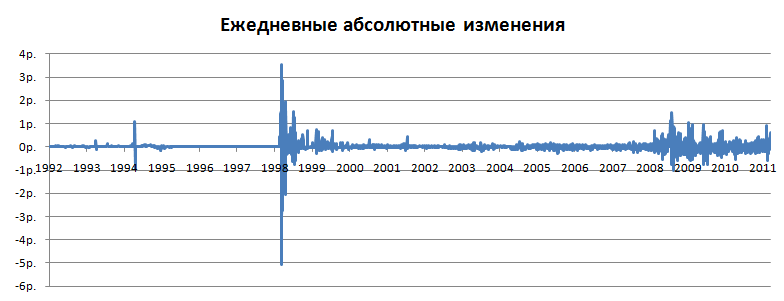 Ежедневные абсолютные изменения
4р.
3р.
2р.
1р.
0р.
-1р.
-2р.
-3р.
-4р.
-5р.
-6р.
1992 1993 1994 1995 1996 1997 1998 1999 2000 2001 2002 2003 2005 2006 2007 2008 2009 2010 2011